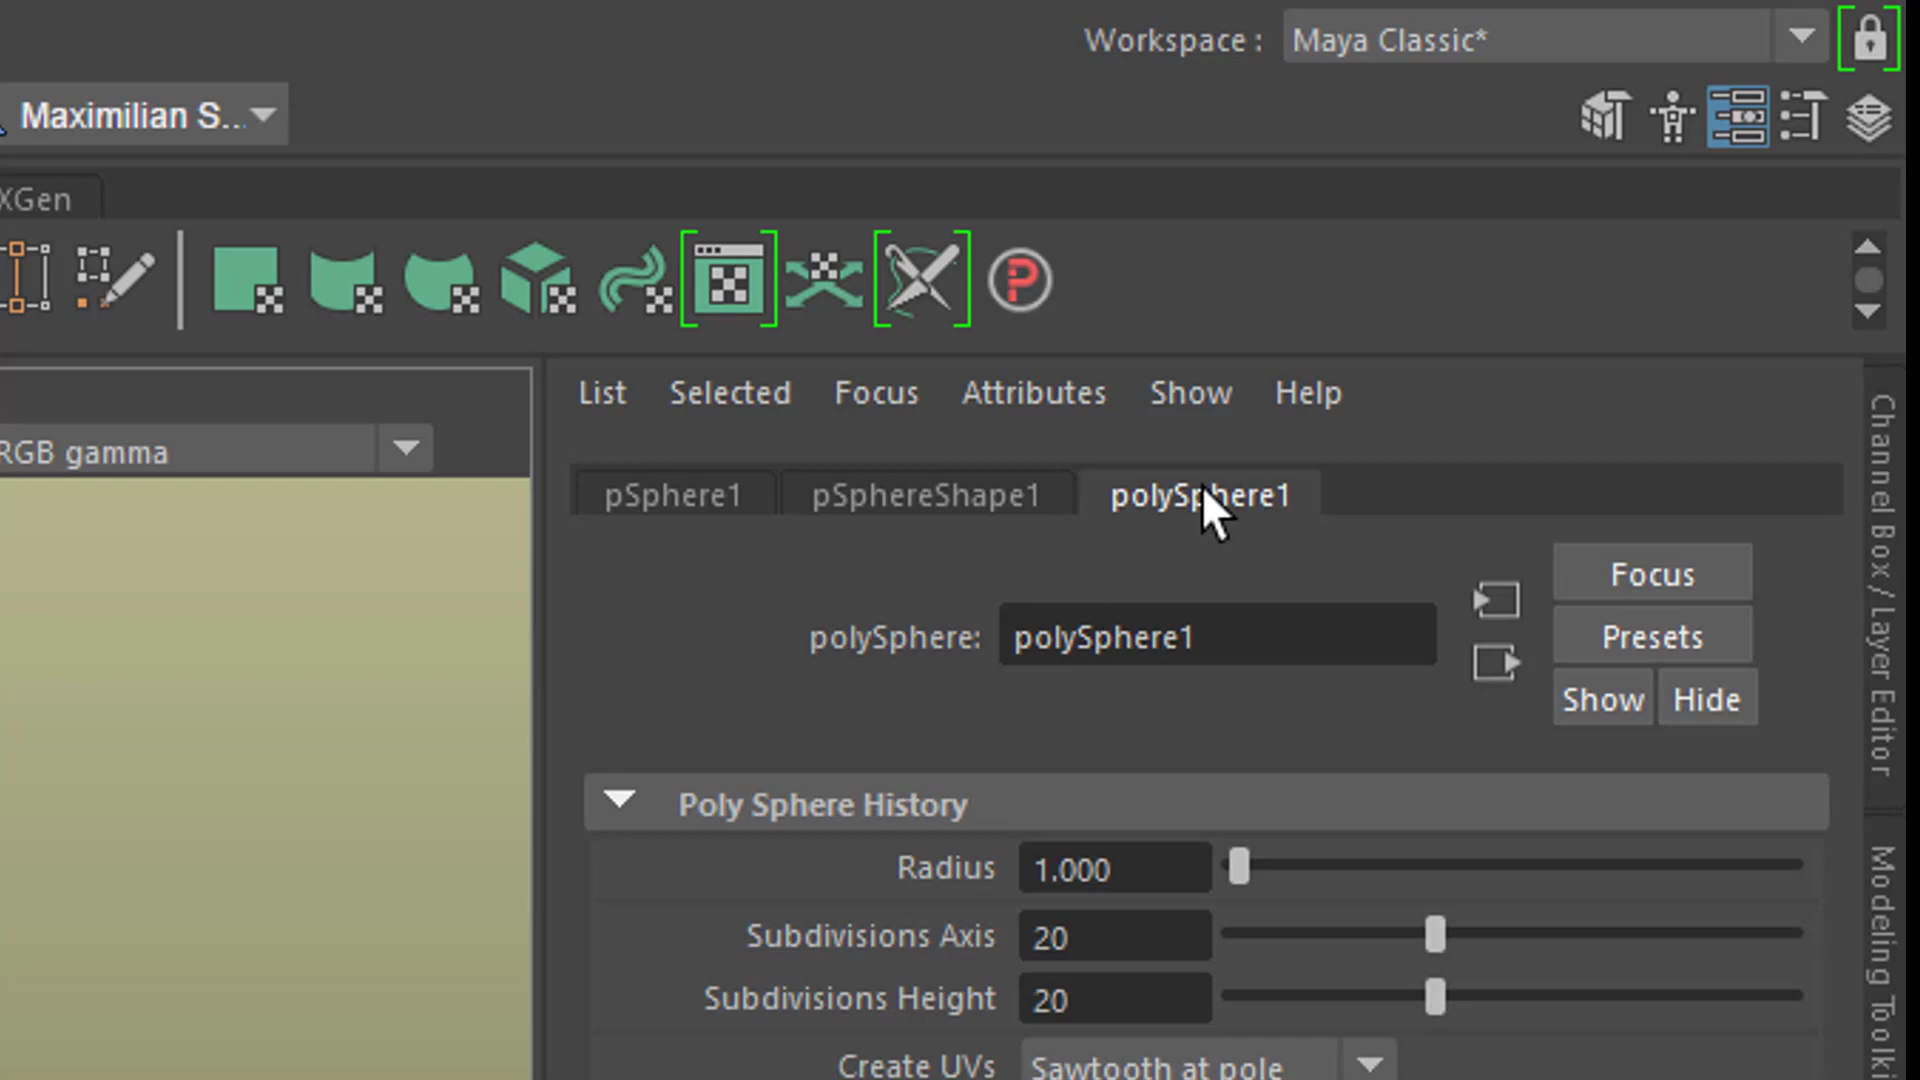 Workspace : Maya Classic*
Maximilian S...
XGen
List Selected Focus Attributes Show Help
RGB gamma
pSphere1 pSphereShape1 polySphere1
Focus
polySphere: polySphere1
Presets
Show Hide
Poly Sphere History
Radius 1.000
Subdivisions Axis 20
Subdivisions Height 20
Create UVs Sawtooth at pole
Channel Box / Layer Editor
Modeling Toolki
P